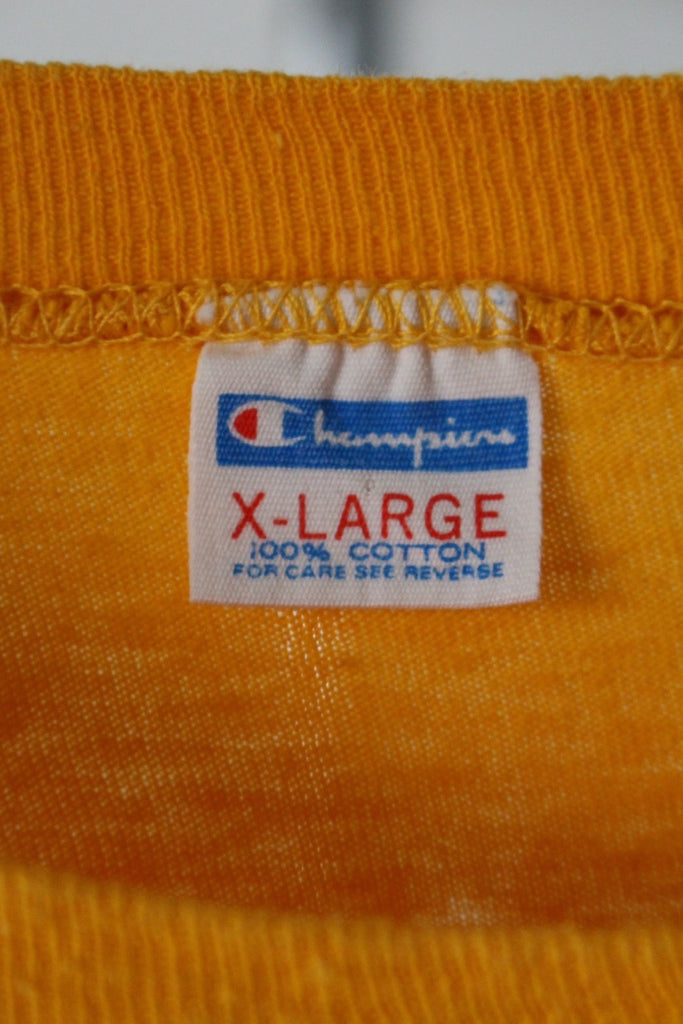 Champion
X-LARGE
100% COTTON
FOR CARE SEE REVERSE